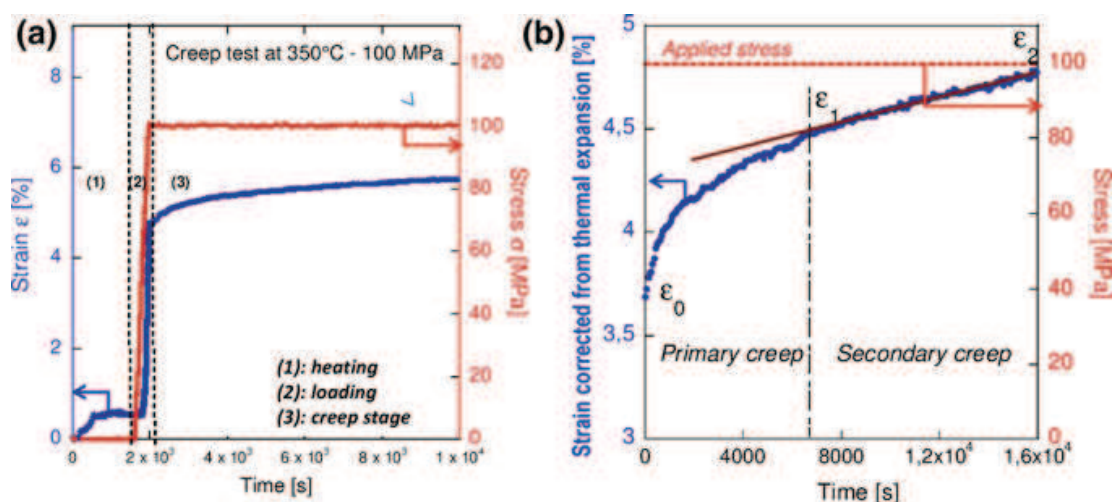 (a)
Creep test at 350°C - 100 MPa
Strain ε [%]
8
6
4
2
0
(1)
(2)
(3)
(1): heating
(2): loading
(3): creep stage
120
100
80
60
40
20
0
Stress σ [MPa]
0
2 x 10³
4 x 10³
6 x 10³
8 x 10³
1 x 10⁴
Time [s]
(b)
Strain corrected from thermal expansion [%]
5
4,5
4
3,5
3
Applied stress
ε₀
ε₁
ε₂
Primary creep
Secondary creep
100
80
60
40
20
0
Stress [MPa]
0
4000
8000
1,2x10⁴
1,6x10⁴
Time [s]